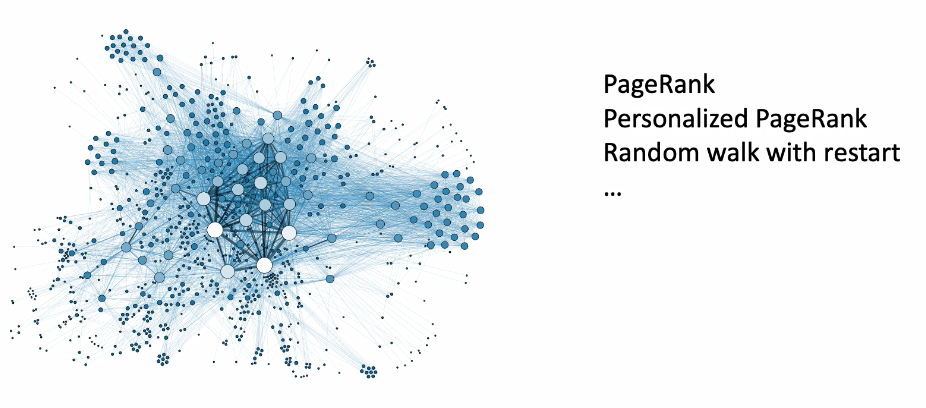 PageRank
Personalized PageRank
Random walk with restart
...